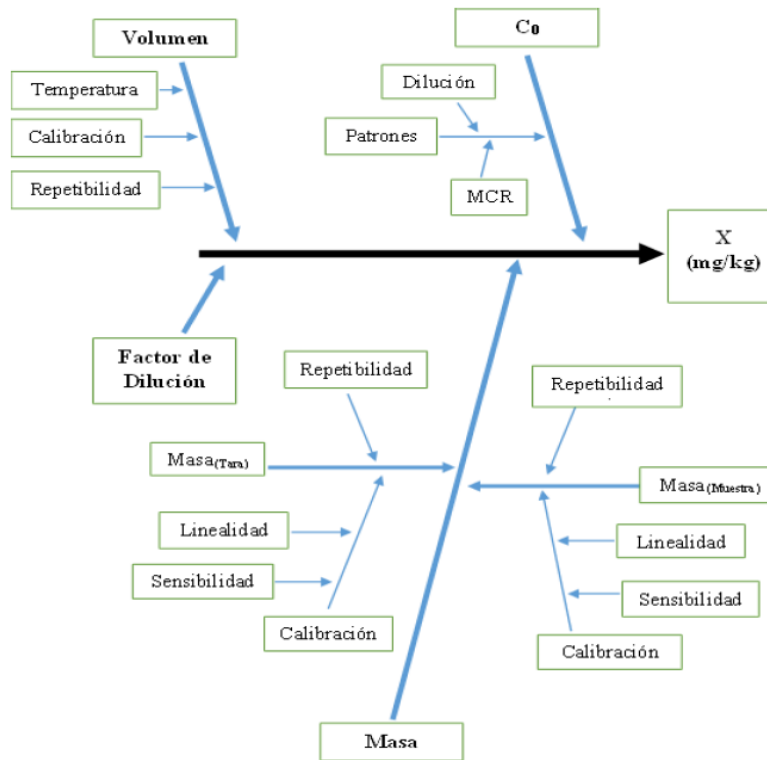 Volumen
C0
Temperatura
Dilución
Calibración
Patrones
Repetibilidad
MCR
X
(mg/kg)
Factor de
Dilución
Repetibilidad
Repetibilidad
Masa(Tara)
Masa(Muestra)
Linealidad
Linealidad
Sensibilidad
Sensibilidad
Calibración
Calibración
Masa